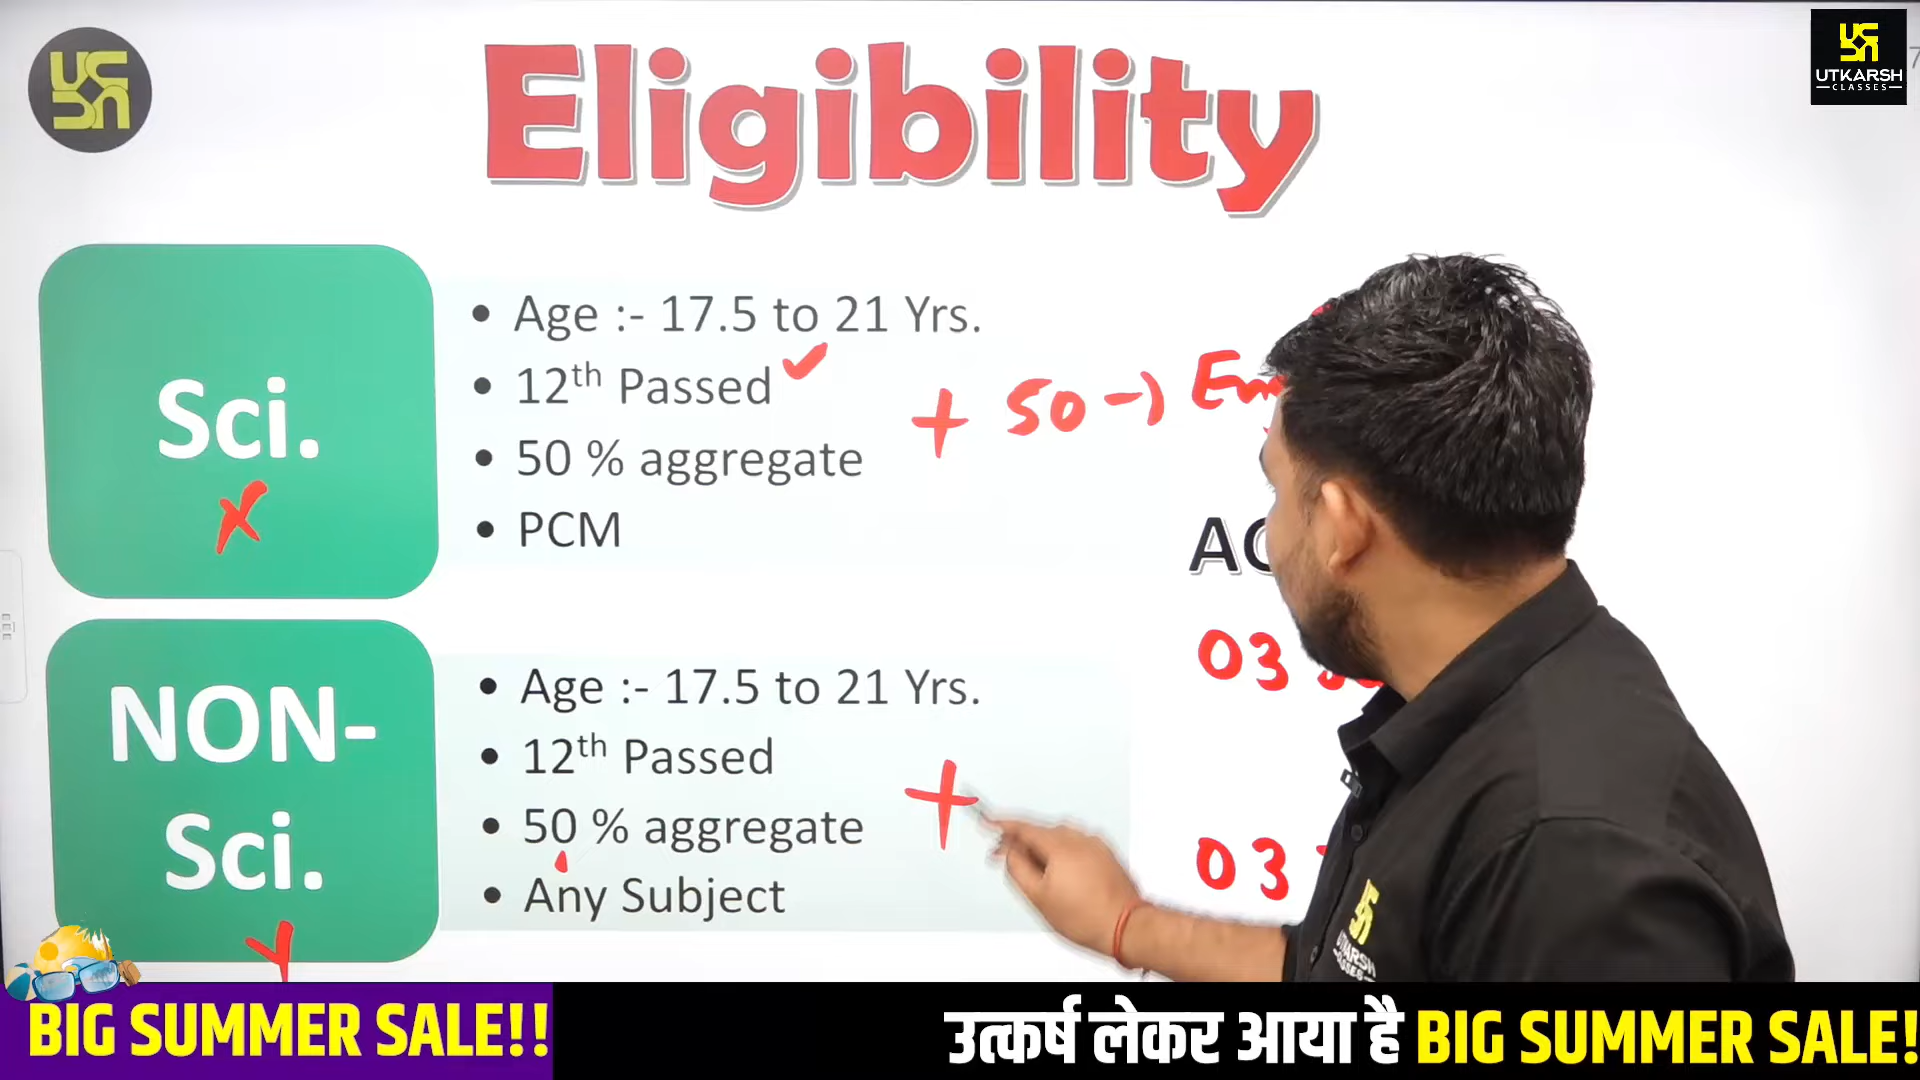 Eligibility
UTKARSH
CLASSES
Sci.
X
• Age :- 17.5 to 21 Yrs.
• 12th Passed
• 50 % aggregate
• PCM
+ 50 →
NON-
Sci.
• Age :- 17.5 to 21 Yrs.
• 12th Passed
• 50 % aggregate
• Any Subject
+
03
03
UTKARSH
CLASSES
BIG SUMMER SALE!!
उत्कर्ष लेकर आया है BIG SUMMER SALE!